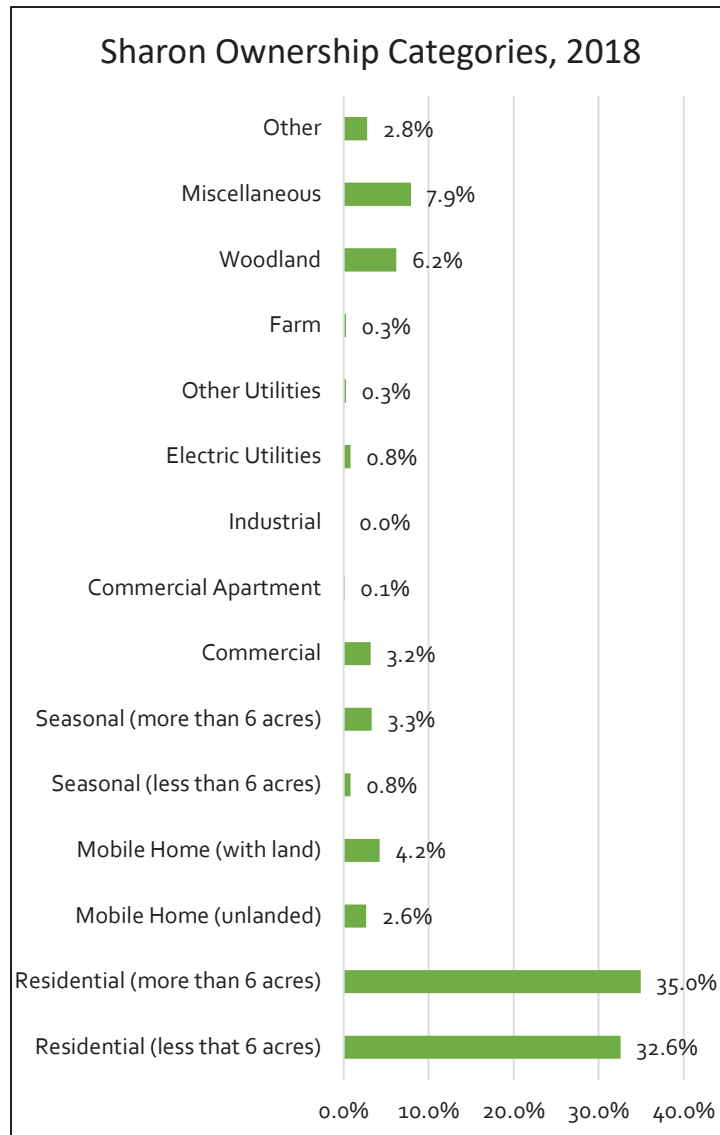 Sharon Ownership Categories, 2018
Other 2.8%
Miscellaneous 7.9%
Woodland 6.2%
Farm 0.3%
Other Utilities 0.3%
Electric Utilities 0.8%
Industrial 0.0%
Commercial Apartment 0.1%
Commercial 3.2%
Seasonal (more than 6 acres) 3.3%
Seasonal (less than 6 acres) 0.8%
Mobile Home (with land) 4.2%
Mobile Home (unlanded) 2.6%
Residential (more than 6 acres) 35.0%
Residential (less that 6 acres) 32.6%
0.0% 10.0% 20.0% 30.0% 40.0%